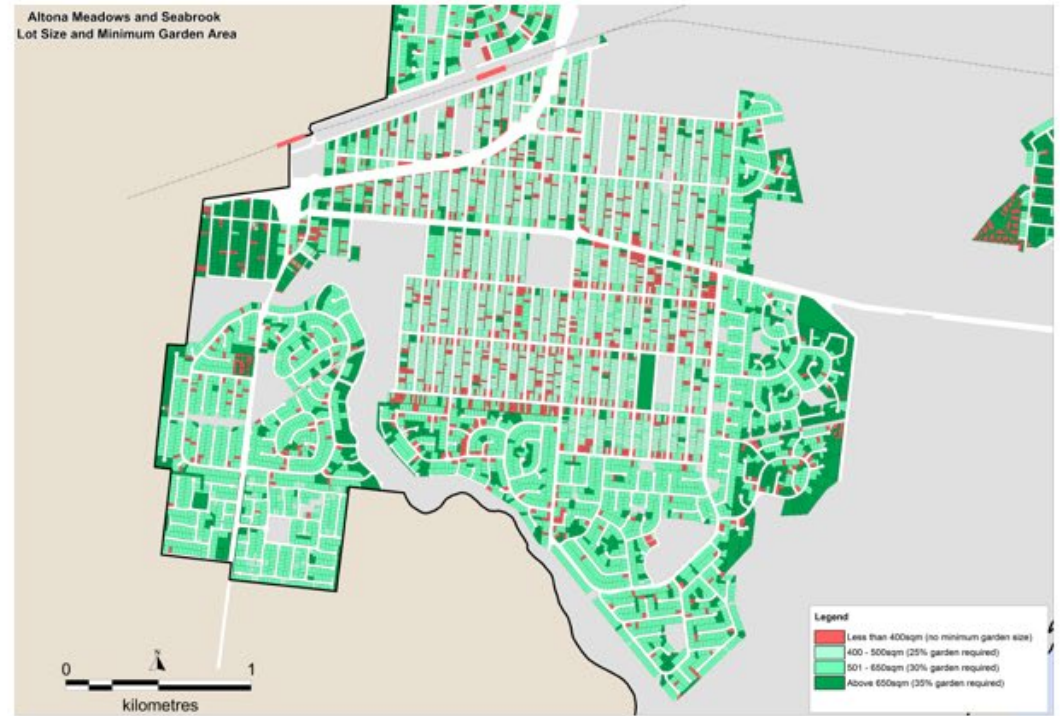 Altona Meadows and Seabrook
Lot Size and Minimum Garden Area
Legend
Less than 400sqm (no minimum garden size)
400 - 500sqm (25% garden required)
501 - 650sqm (30% garden required)
Above 650sqm (35% garden required)
N
0 1
kilometres